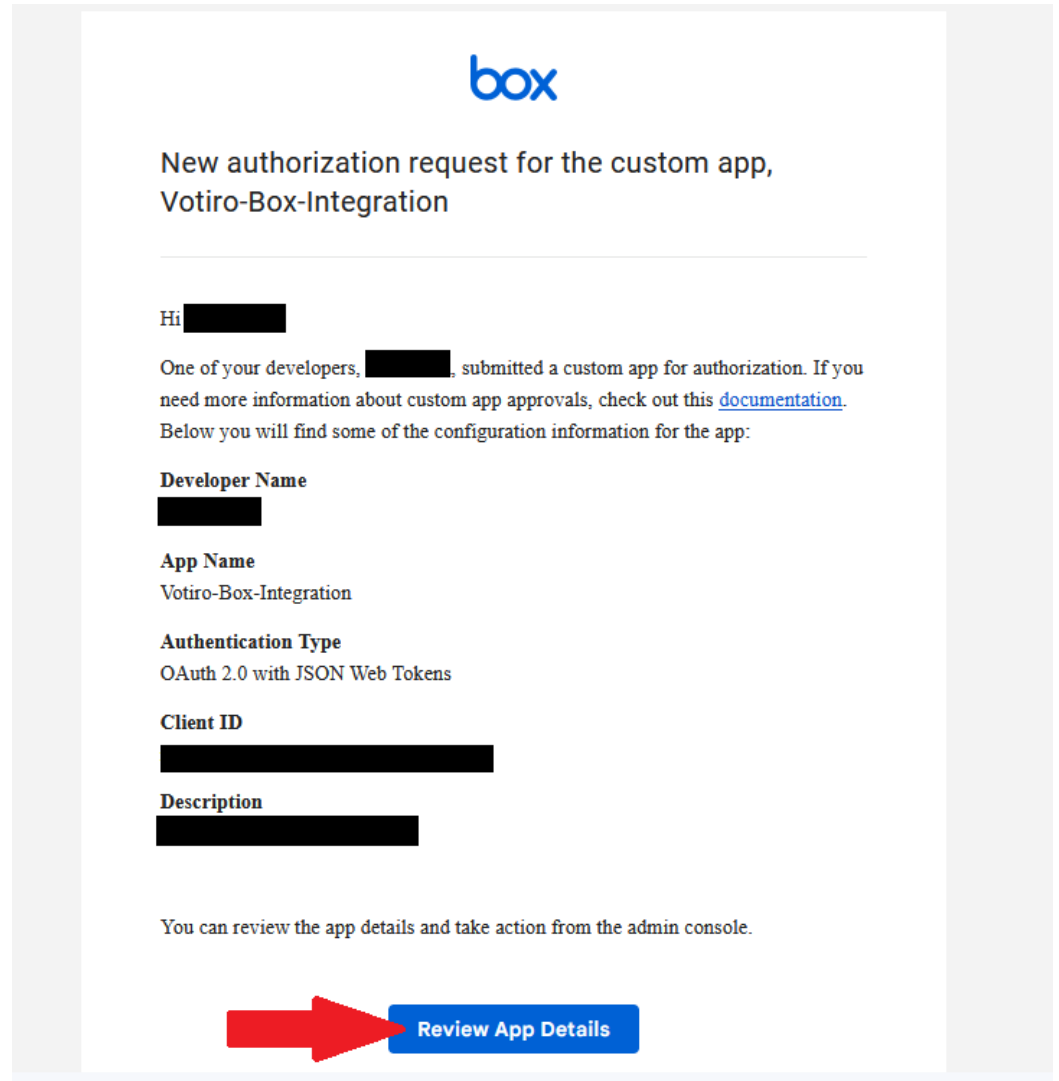 box
New authorization request for the custom app,
Votiro-Box-Integration
Hi
One of your developers, , submitted a custom app for authorization. If you
need more information about custom app approvals, check out this documentation.
Below you will find some of the configuration information for the app:
Developer Name
App Name
Votiro-Box-Integration
Authentication Type
OAuth 2.0 with JSON Web Tokens
Client ID
Description
You can review the app details and take action from the admin console.
Review App Details